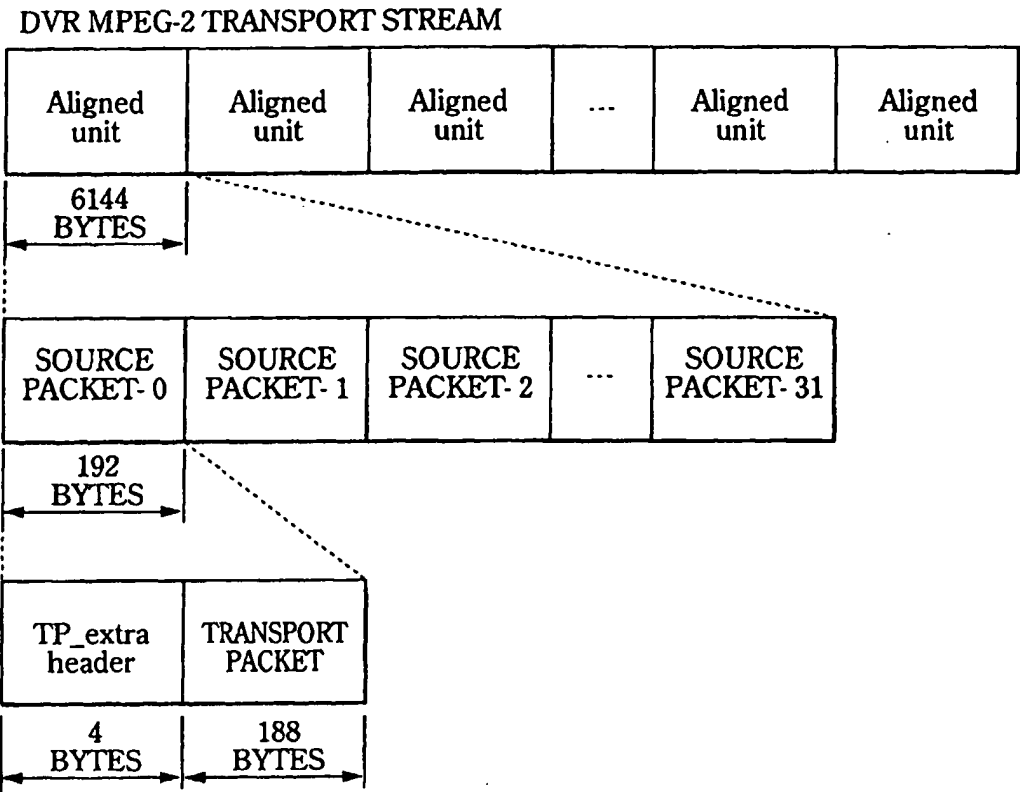 DVR MPEG-2 TRANSPORT STREAM
Aligned unit
Aligned unit
Aligned unit
...
Aligned unit
Aligned unit
6144 BYTES
SOURCE PACKET- 0
SOURCE PACKET- 1
SOURCE PACKET- 2
...
SOURCE PACKET- 31
192 BYTES
TP_extra header
TRANSPORT PACKET
4 BYTES
188 BYTES